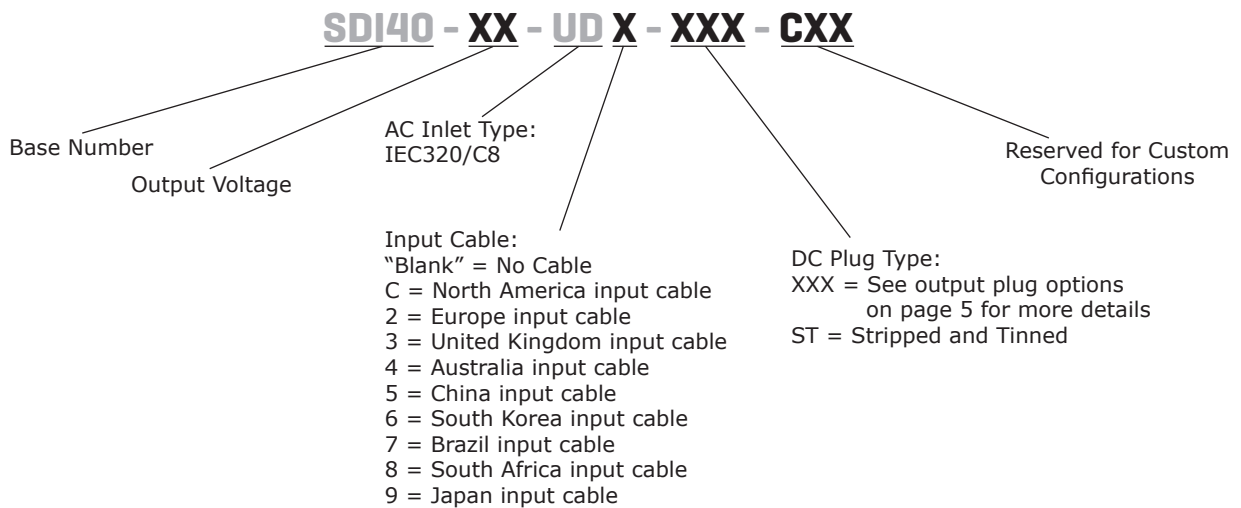 SDI40 - XX - UD X - XXX - CXX
Base Number
Output Voltage
AC Inlet Type:
IEC320/C8
Input Cable:
“Blank” = No Cable
C = North America input cable
2 = Europe input cable
3 = United Kingdom input cable
4 = Australia input cable
5 = China input cable
6 = South Korea input cable
7 = Brazil input cable
8 = South Africa input cable
9 = Japan input cable
DC Plug Type:
XXX = See output plug options
on page 5 for more details
ST = Stripped and Tinned
Reserved for Custom
Configurations